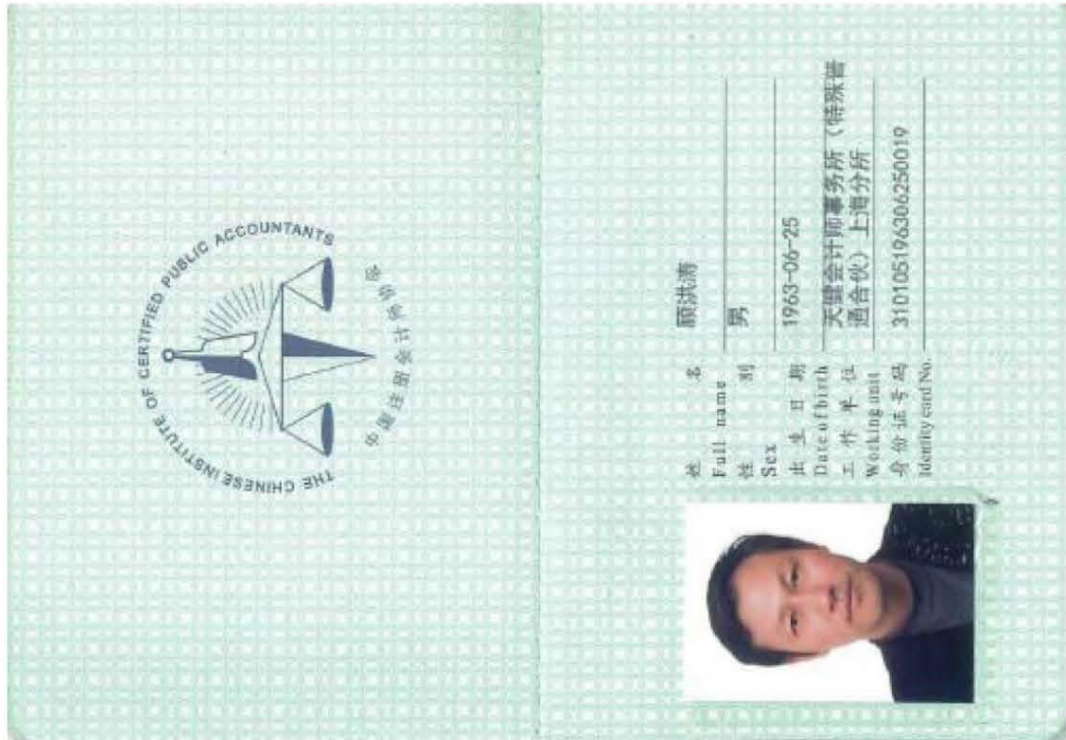 THE CHINESE INSTITUTE OF CERTIFIED PUBLIC ACCOUNTANTS
中国注册会计师协会
姓 名 顾洪涛
Full name
性 别 男
Sex
出 生 日 期 1963-06-25
Date of birth
工 作 单 位 天健会计师事务所（特殊普
Working unit 通合伙）上海分所
身份证号码 310105196306250019
Identity card No.